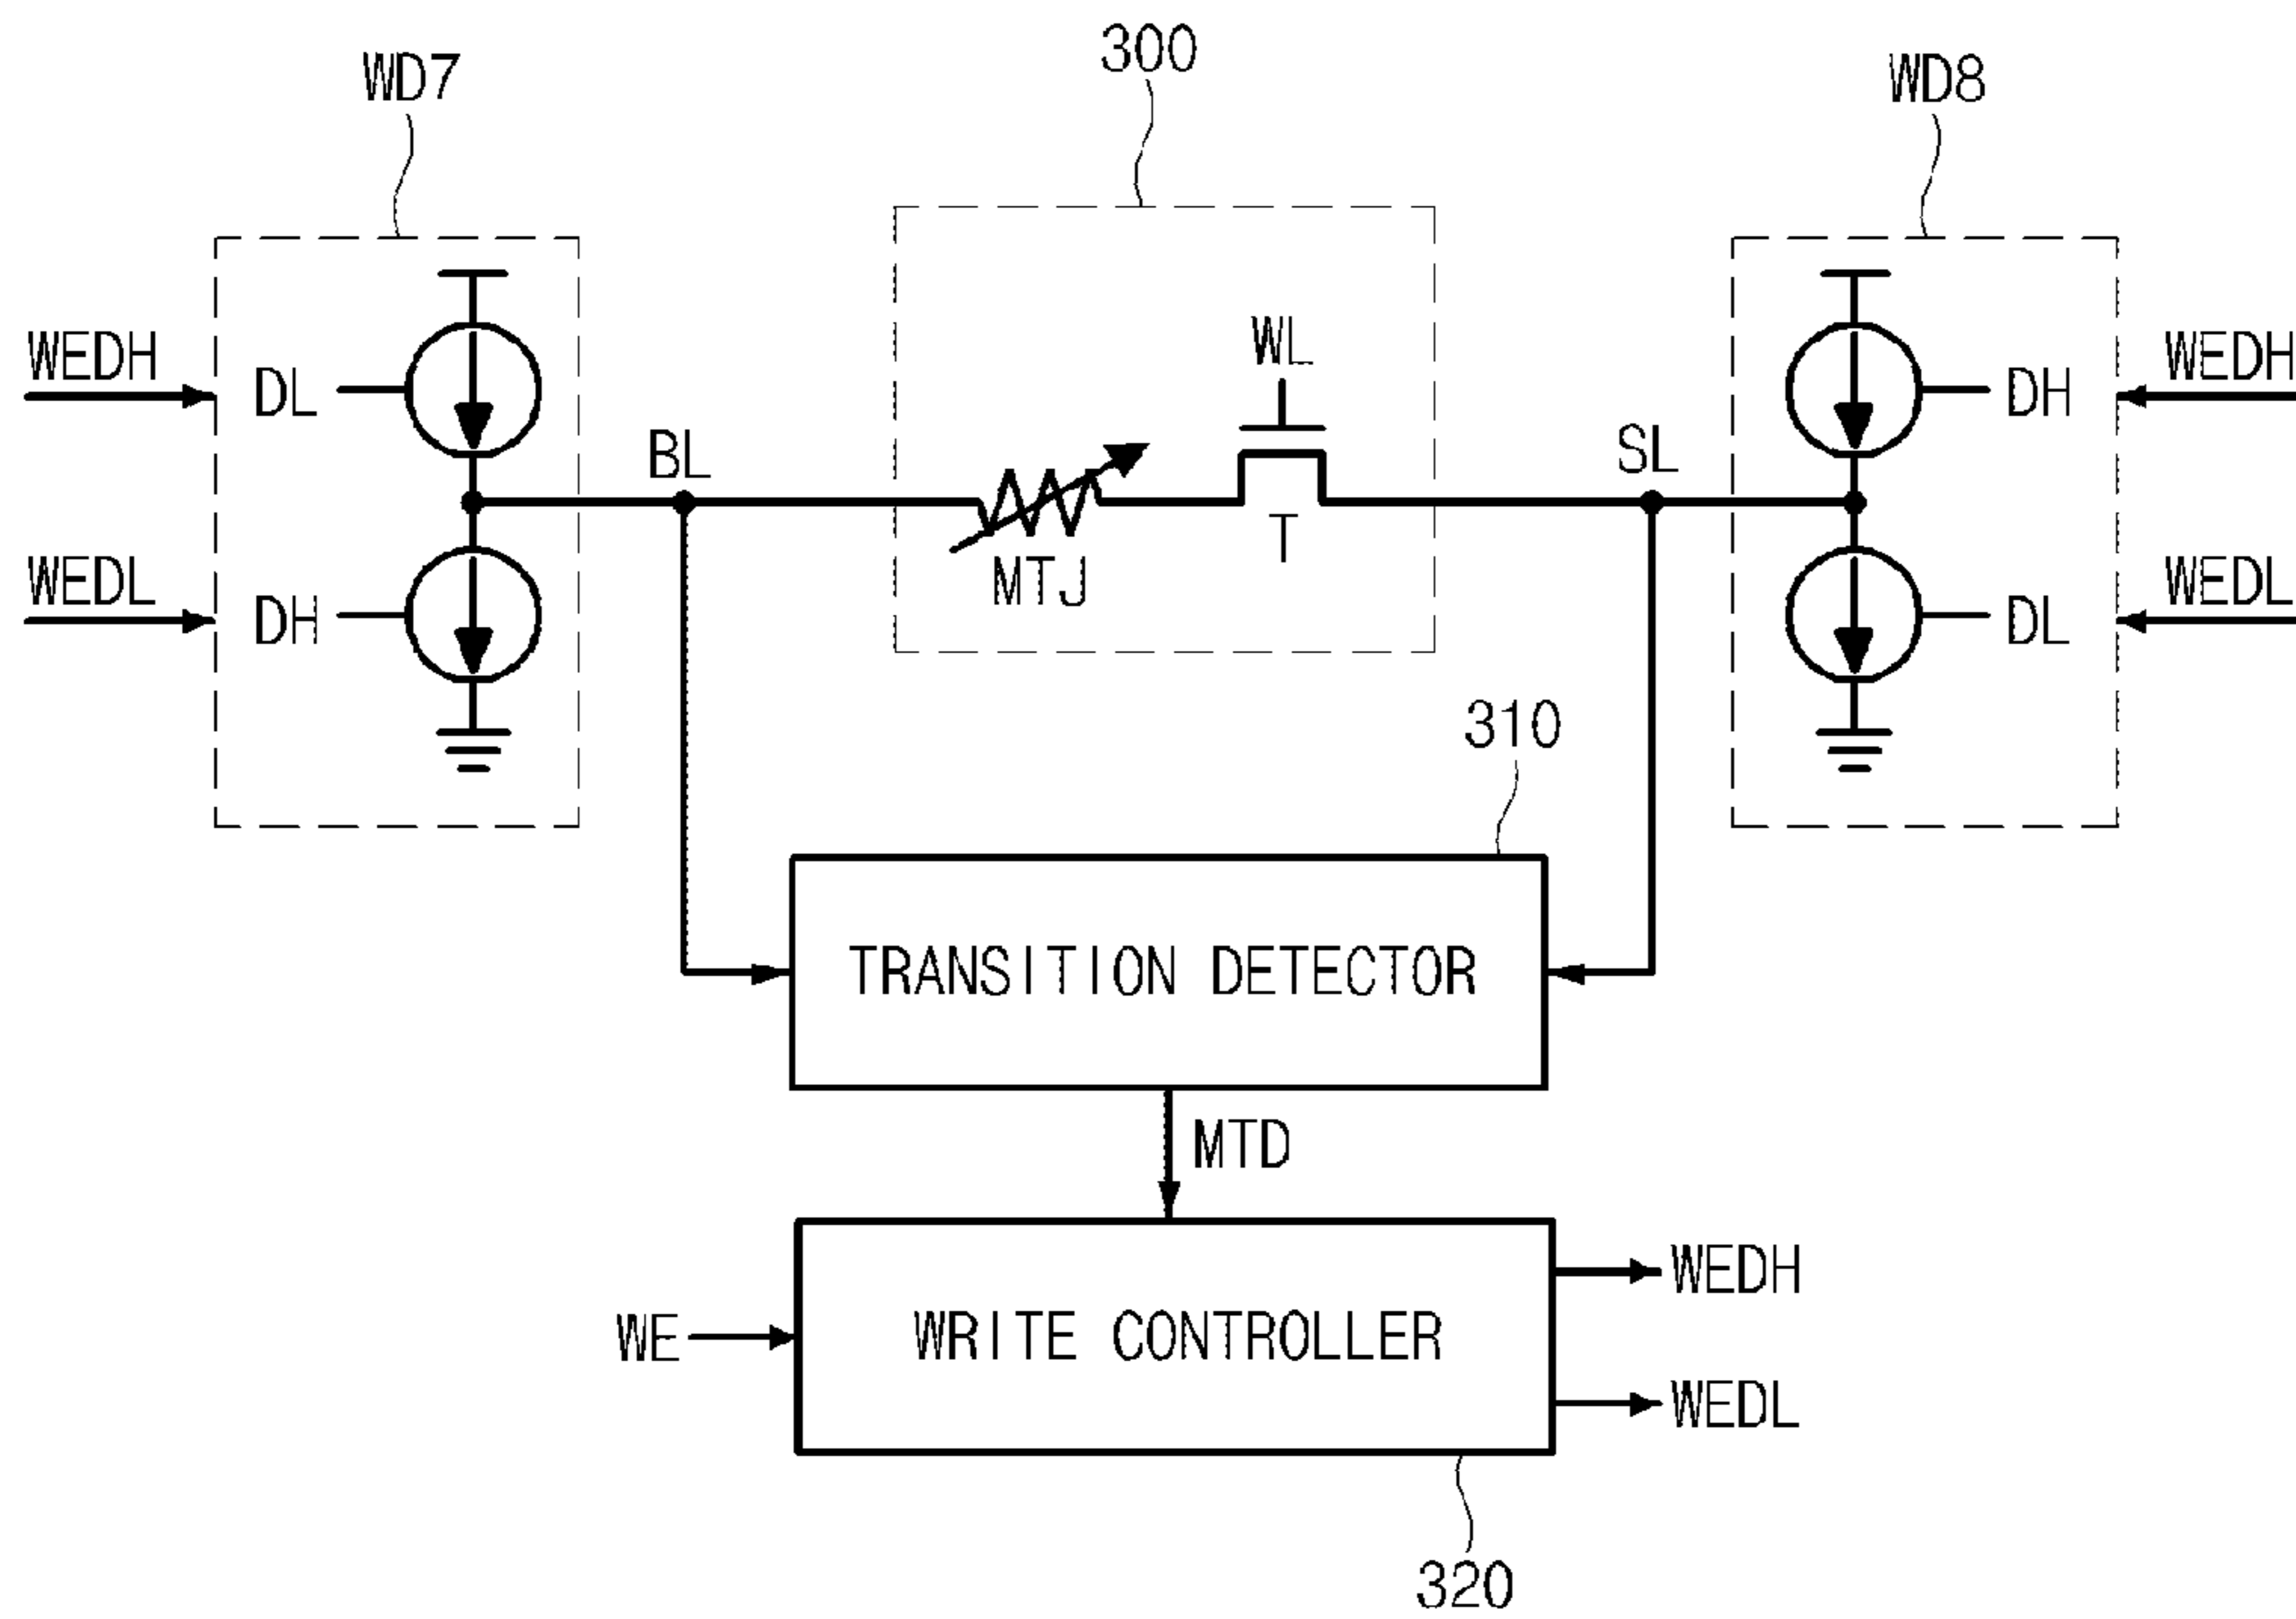 300
WD7
WD8
WEDH
DL
WL
DH
WEDH
BL
SL
WEDL
DH
MTJ
T
DL
WEDL
310
TRANSITION DETECTOR
MTD
WE
WRITE CONTROLLER
WEDH
WEDL
320